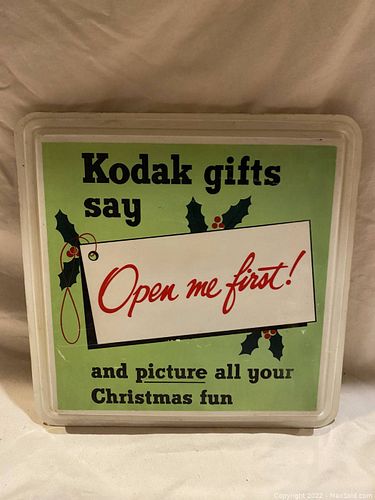 Kodak gifts
say
Open me first!
and picture all your
Christmas fun
Copyright 2022 - MaxSold.com